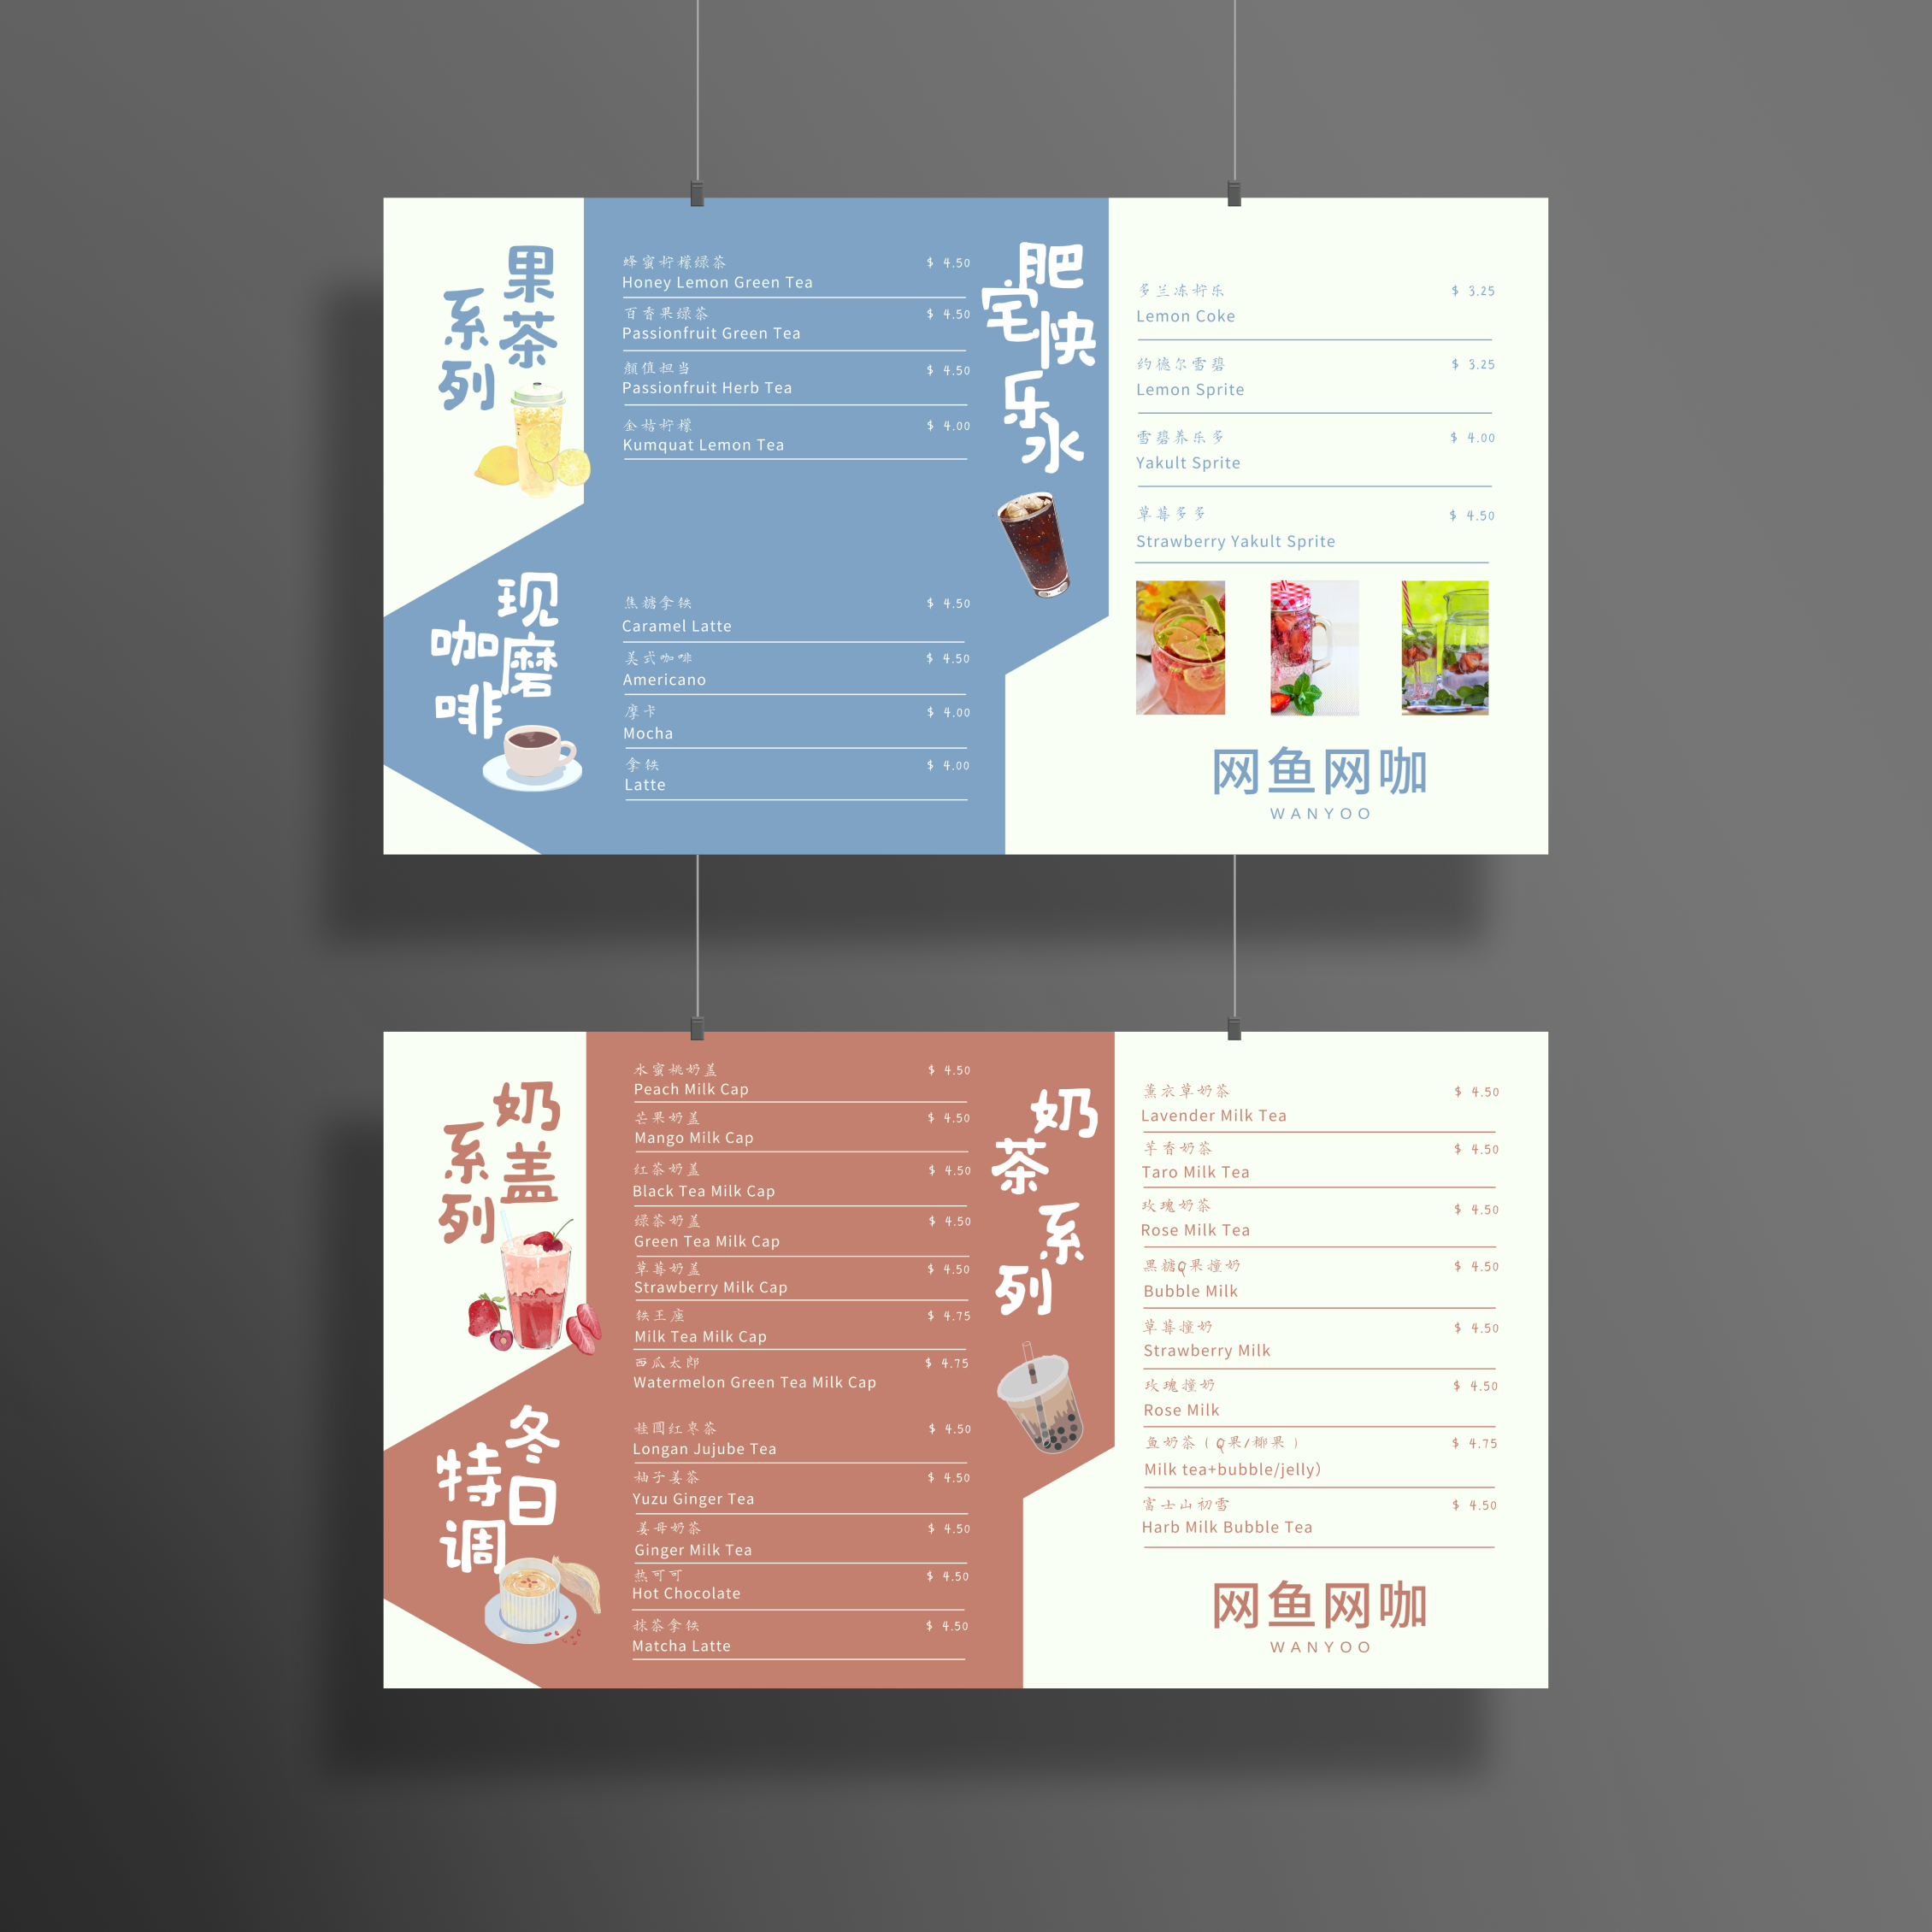 果茶
系列
蜂蜜柠檬绿茶 $ 4.50
Honey Lemon Green Tea
百香果绿茶 $ 4.50
Passionfruit Green Tea
颜值担当 $ 4.50
Passionfruit Herb Tea
金桔柠檬 $ 4.00
Kumquat Lemon Tea
现磨
咖啡
焦糖拿铁 $ 4.50
Caramel Latte
美式咖啡 $ 4.50
Americano
摩卡 $ 4.00
Mocha
拿铁 $ 4.00
Latte
肥宅快乐水
多兰冻柠乐 $ 3.25
Lemon Coke
约德尔雪碧 $ 3.25
Lemon Sprite
雪碧养乐多 $ 4.00
Yakult Sprite
草莓多多 $ 4.50
Strawberry Yakult Sprite
网鱼网咖
WANYOO
奶盖
系列
水蜜桃奶盖 $ 4.50
Peach Milk Cap
芒果奶盖 $ 4.50
Mango Milk Cap
红茶奶盖 $ 4.50
Black Tea Milk Cap
绿茶奶盖 $ 4.50
Green Tea Milk Cap
草莓奶盖 $ 4.50
Strawberry Milk Cap
铁王座 $ 4.75
Milk Tea Milk Cap
西瓜太郎 $ 4.75
Watermelon Green Tea Milk Cap
冬日
特调
桂圆红枣茶 $ 4.50
Longan Jujube Tea
柚子姜茶 $ 4.50
Yuzu Ginger Tea
姜母奶茶 $ 4.50
Ginger Milk Tea
热可可 $ 4.50
Hot Chocolate
抹茶拿铁 $ 4.50
Matcha Latte
奶茶系列
薰衣草奶茶 $ 4.50
Lavender Milk Tea
芋香奶茶 $ 4.50
Taro Milk Tea
玫瑰奶茶 $ 4.50
Rose Milk Tea
黑糖Q果撞奶 $ 4.50
Bubble Milk
草莓撞奶 $ 4.50
Strawberry Milk
玫瑰撞奶 $ 4.50
Rose Milk
鱼奶茶（Q果/椰果） $ 4.75
Milk tea+bubble/jelly）
富士山初雪 $ 4.50
Harb Milk Bubble Tea
网鱼网咖
WANYOO